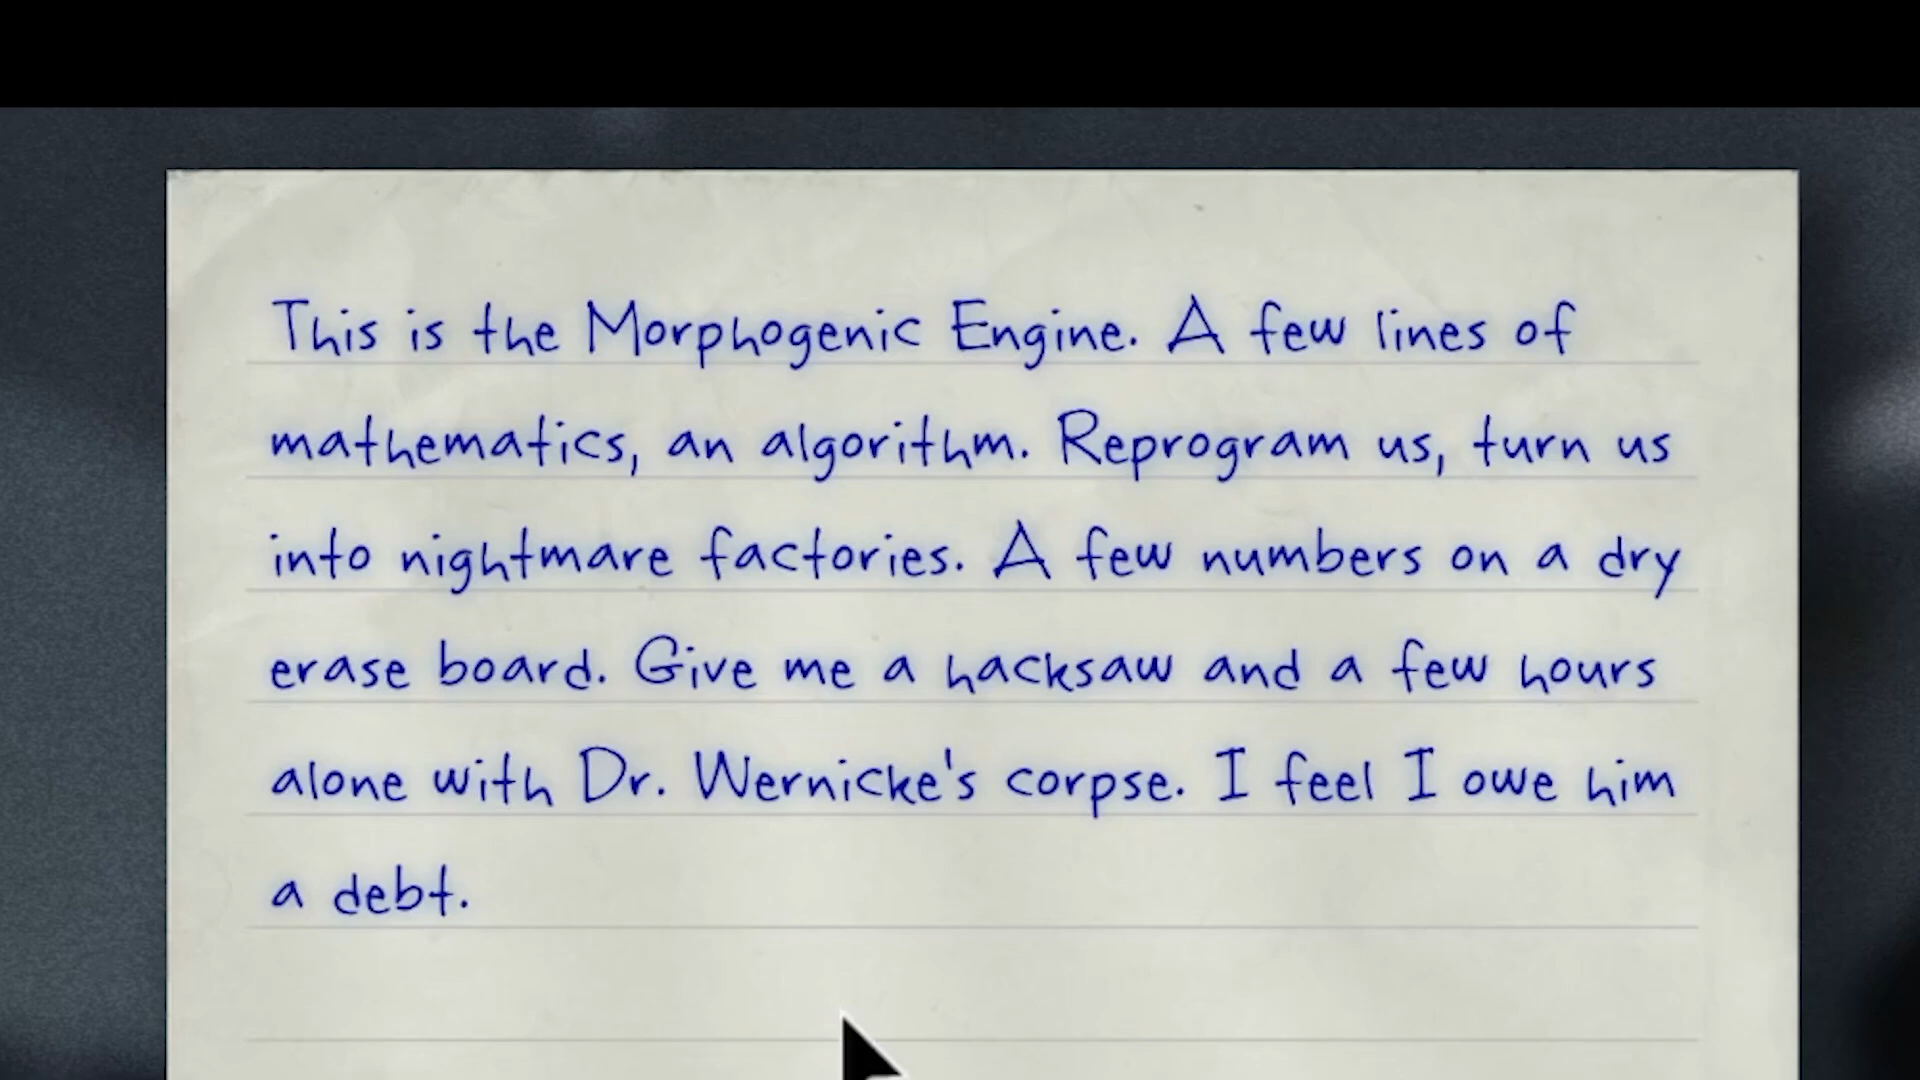 This is the Morphogenic Engine. A few lines of
mathematics, an algorithm. Reprogram us, turn us
into nightmare factories. A few numbers on a dry
erase board. Give me a hacksaw and a few hours
alone with Dr. Wernicke's corpse. I feel I owe him
a debt.